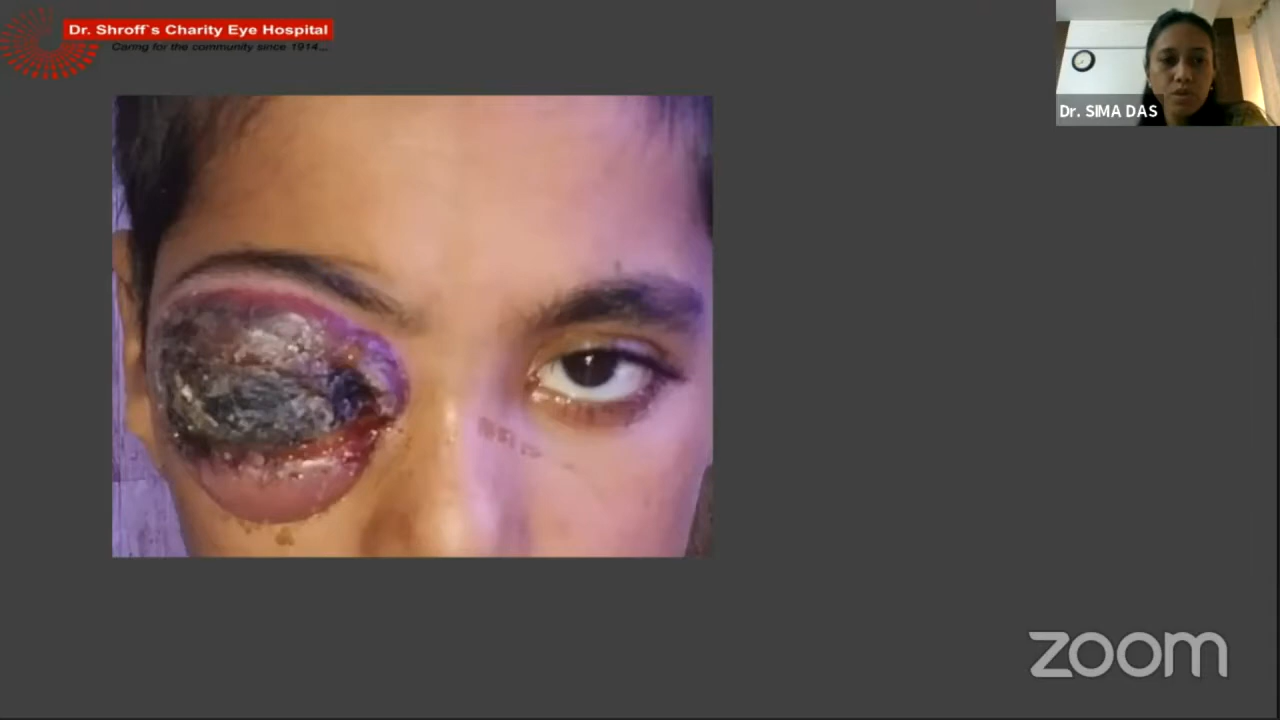 Dr. Shroff`s Charity Eye Hospital
Caring for the community since 1914...
Dr. SIMA DAS
zoom